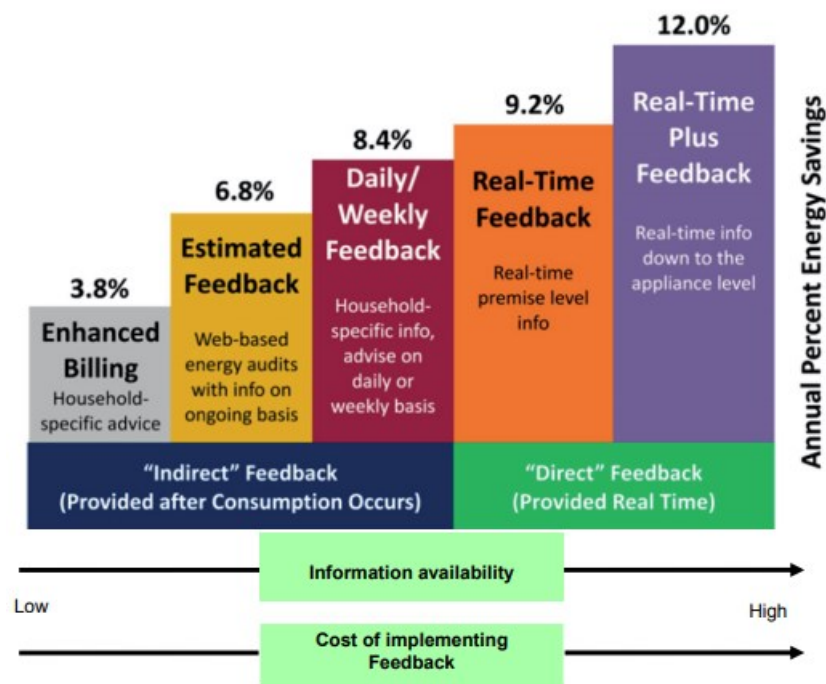 3.8%
Enhanced
Billing
Household-
specific advice
6.8%
Estimated
Feedback
Web-based
energy audits
with info on
ongoing basis
8.4%
Daily/
Weekly
Feedback
Household-
specific info,
advise on
daily or
weekly basis
9.2%
Real-Time
Feedback
Real-time
premise level
info
12.0%
Real-Time
Plus
Feedback
Real-time info
down to the
appliance level
Annual Percent Energy Savings
“Indirect” Feedback
(Provided after Consumption Occurs)
“Direct” Feedback
(Provided Real Time)
Information availability
Low
High
Cost of implementing
Feedback